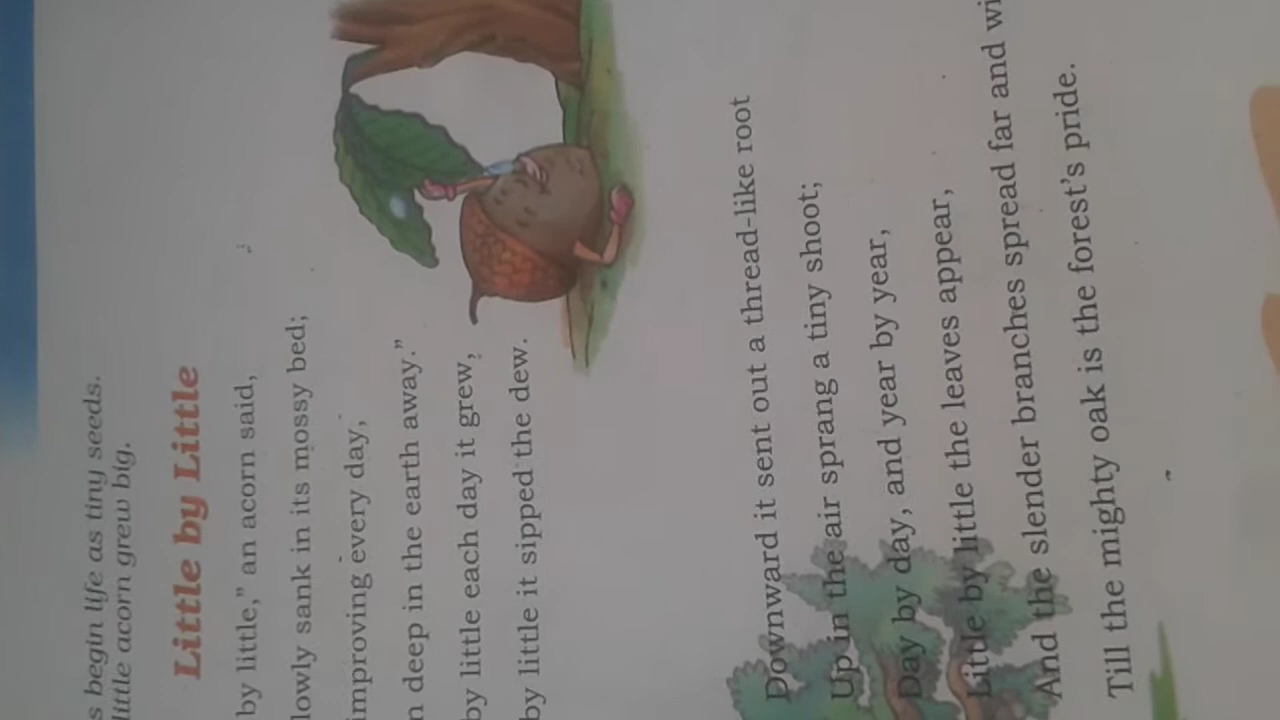 begin life as tiny seeds.
little acorn grew big.
Little by Little
by little,” an acorn said,
sank in its mossy bed;
improving every day,
deep in the earth away.”
by little each day it grew,
by little it sipped the dew.
Downward it sent out a thread-like root
Up in the air sprang a tiny shoot;
Day by day, and year by year,
Little by little the leaves appear,
And the slender branches spread far and
Till the mighty oak is the forest’s pride.